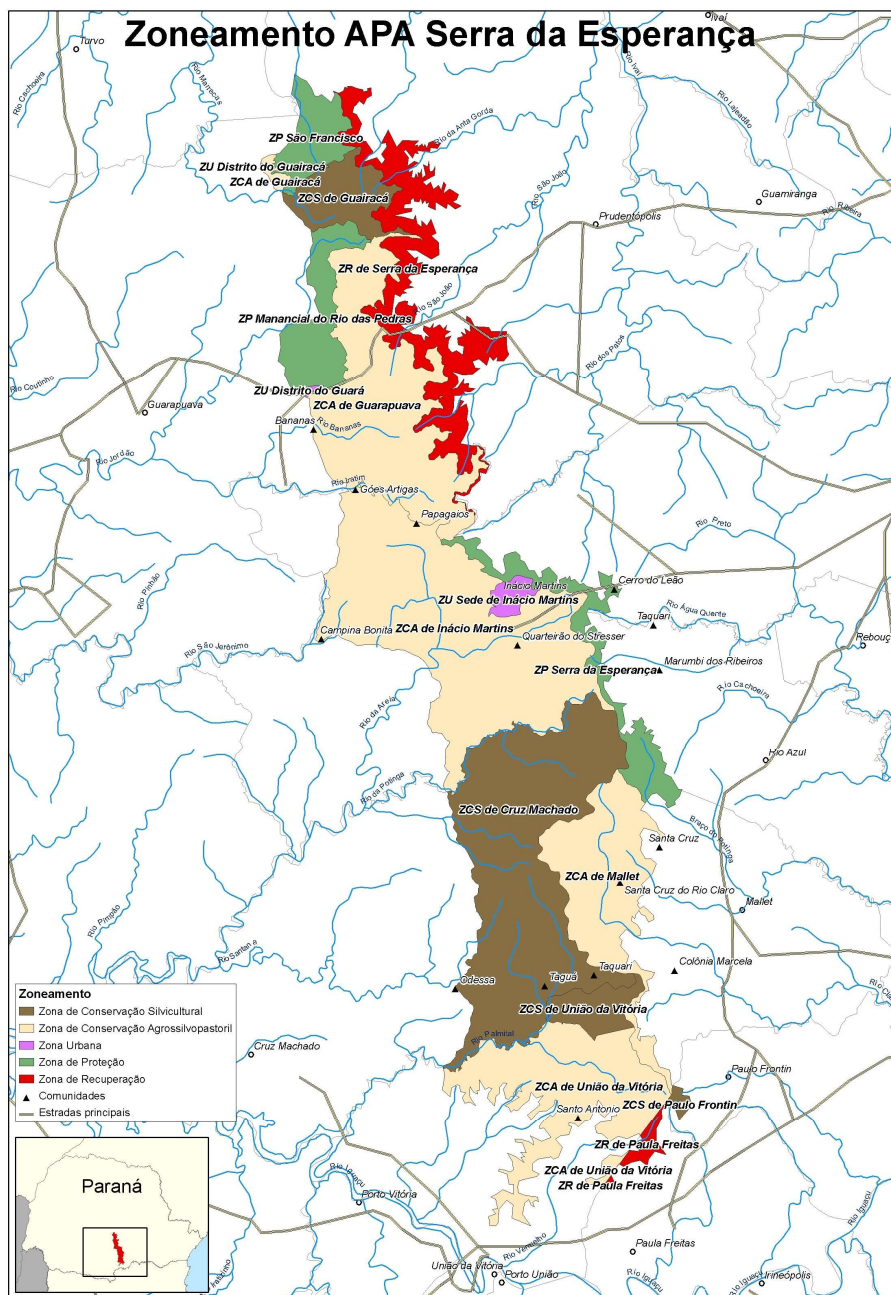 Zoneamento APA Serra da Esperança
Ivaí
Turvo
Rio Cachoeira
Rio Marrecas
Rio Ivaí
Rio Lajeadão
Rio da Anta Gorda
ZP São Francisco
ZU Distrito do Guairacá
ZCA de Guairacá
ZCS de Guairacá
Rio São João
Guamiranga
Rio Ribeira
Prudentópolis
ZR de Serra da Esperança
Rio São João
ZP Manancial do Rio das Pedras
Rio dos Patos
Rio Coutinho
ZU Distrito do Guará
Guarapuava
ZCA de Guarapuava
Bananas
Rio Bananas
Rio Jordão
Rio Iratim
Góes Artigas
Papagaios
Rio Preto
Rio Pinhão
Inácio Martins
Cerro do Leão
ZU Sede de Inácio Martins
Rio Água Quente
Taquari
Campina Bonita
ZCA de Inácio Martins
Quarteirão do Stresser
Rio São Jerônimo
Rebouç
ZP Serra da Esperança
Marumbi dos Ribeiros
Rio Cachoeira
Rio da Areia
Rio Azul
Rio da Potinga
ZCS de Cruz Machado
Braço do Potinga
Santa Cruz
ZCA de Mallet
Santa Cruz do Rio Claro
Mallet
Rio Pimpão
Rio Santana
Colônia Marcela
Taquari
Odessa
Taguá
Rio Cla
Zoneamento
Zona de Conservação Silvicultural
Zona de Conservação Agrossilvopastoril
Zona Urbana
Zona de Proteção
Zona de Recuperação
Comunidades
Estradas principais
ZCS de União da Vitória
Rio Palmital
Cruz Machado
Paulo Frontin
ZCA de União da Vitória
ZCS de Paulo Frontin
Santo Antonio
ZR de Paula Freitas
ZCA de União da Vitória
ZR de Paula Freitas
Paraná
Rio Iguaçu
Porto Vitória
Rio Iguaçu
Rio Vermelho
Paula Freitas
União da Vitória
Porto União
Rio Iguaçu
Irineópolis